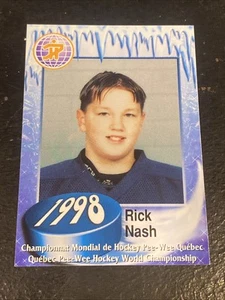 Rick
Nash
1998
Championnat Mondial de Hockey Pee-Wee Québec
Québec Pee-Wee Hockey World Championship